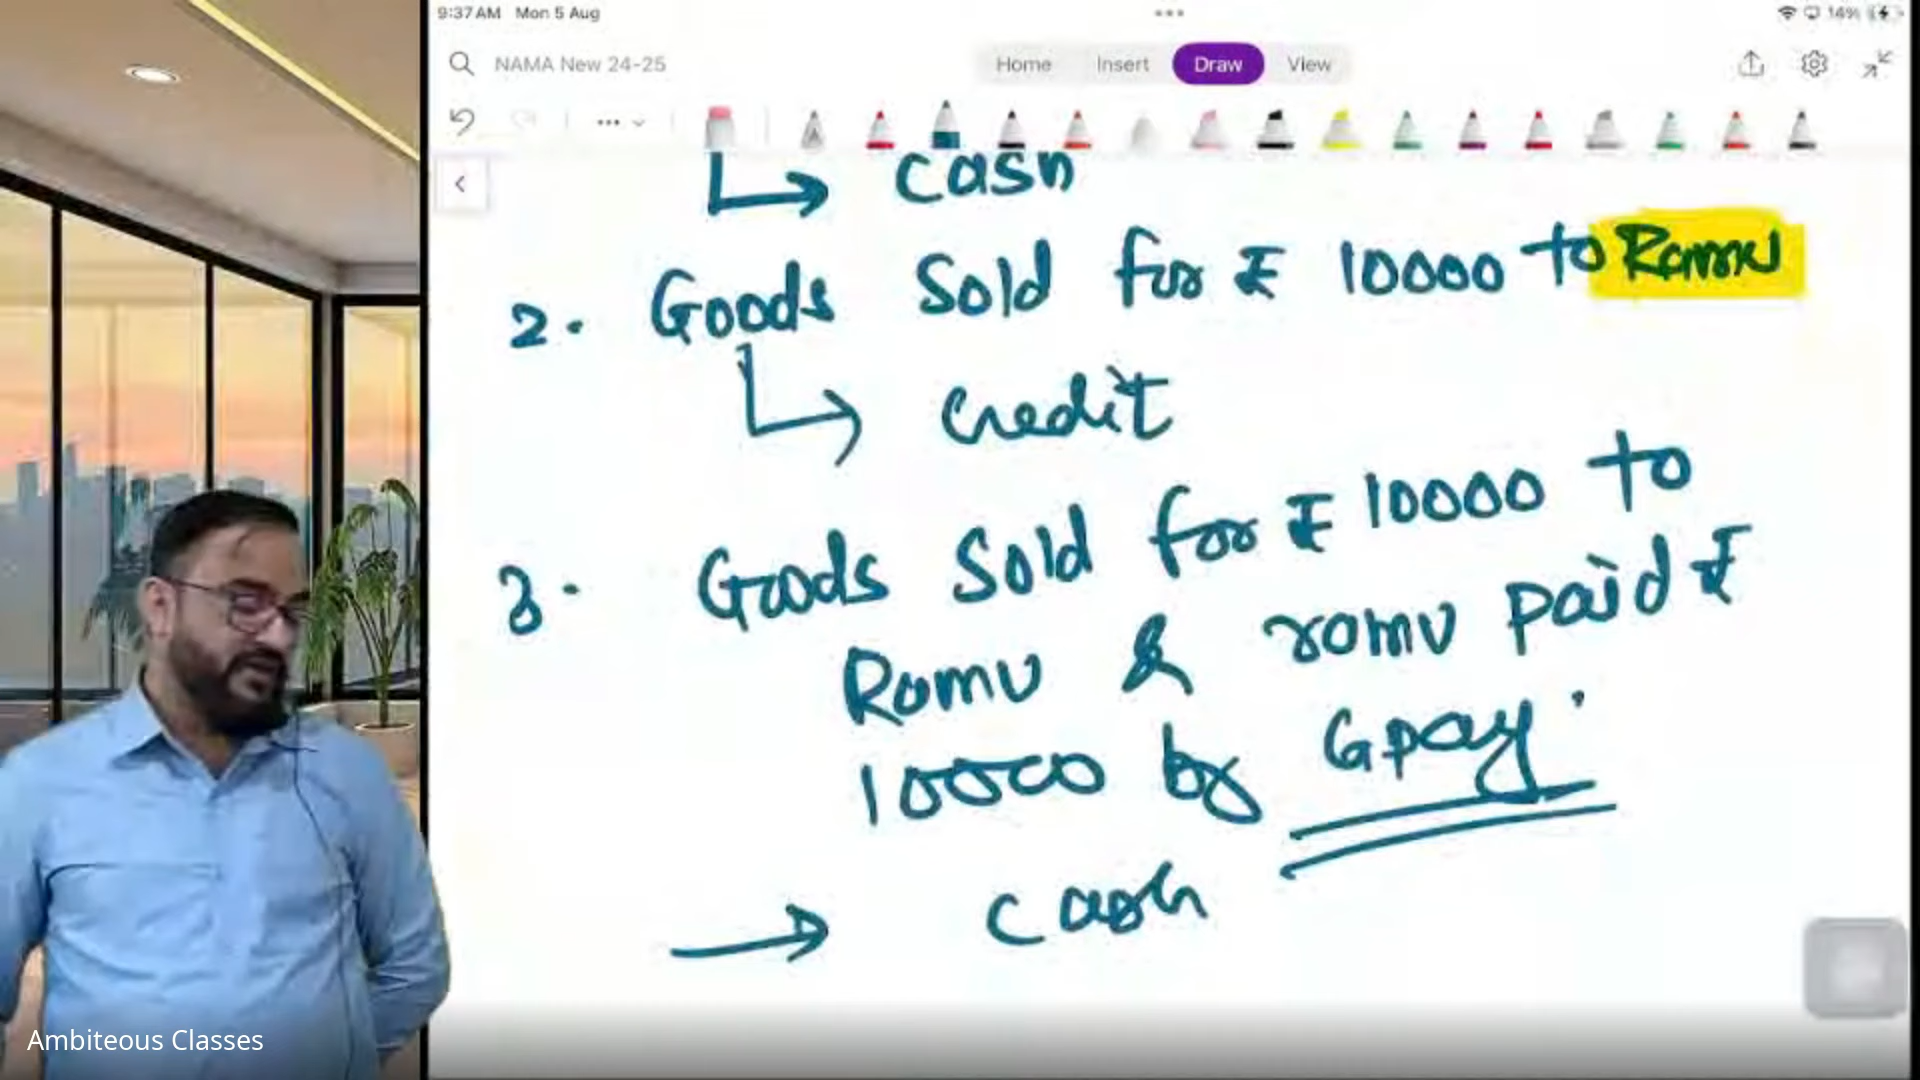 9:37 AM Mon 5 Aug
14%
NAMA New 24-25
Home Insert Draw View
cash
2. Goods Sold for ₹ 10000 to Ramu
credit
3. Goods Sold for ₹ 10000 to
Ramu & ramu paid ₹
10000 by Gpay.
cash
Ambiteous Classes